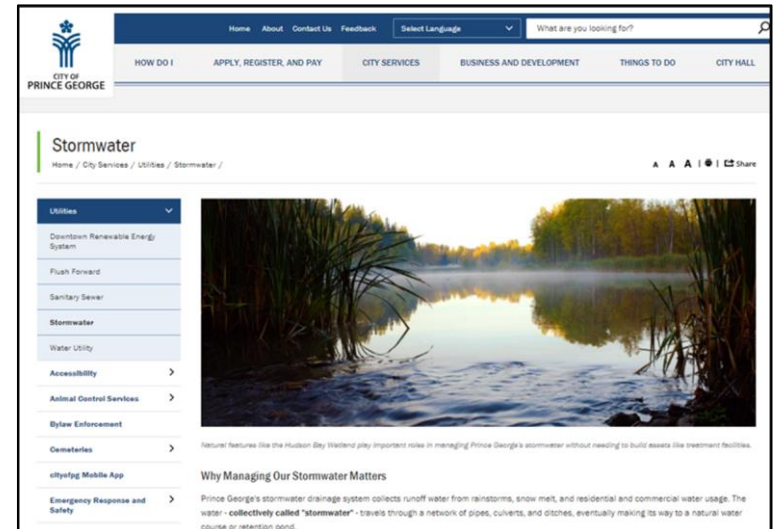 Home About Contact Us Feedback Select Language What are you looking for?
CITY OF
PRINCE GEORGE
HOW DO I APPLY, REGISTER, AND PAY CITY SERVICES BUSINESS AND DEVELOPMENT THINGS TO DO CITY HALL
Stormwater
Home / City Services / Utilities / Stormwater /
A A A | | Share
Utilities
Downtown Renewable Energy
System
Flush Forward
Sanitary Sewer
Stormwater
Water Utility
Accessibility
Animal Control Services
Bylaw Enforcement
Cemeteries
cityofpg Mobile App
Emergency Response and
Safety
Natural features like the Hudson Bay Wetland play important roles in managing Prince George's stormwater without needing to build assets like treatment facilities.
Why Managing Our Stormwater Matters
Prince George's stormwater drainage system collects runoff water from rainstorms, snow melt, and residential and commercial water usage. The
water - collectively called "stormwater" - travels through a network of pipes, culverts, and ditches, eventually making its way to a natural water
course or retention pond.